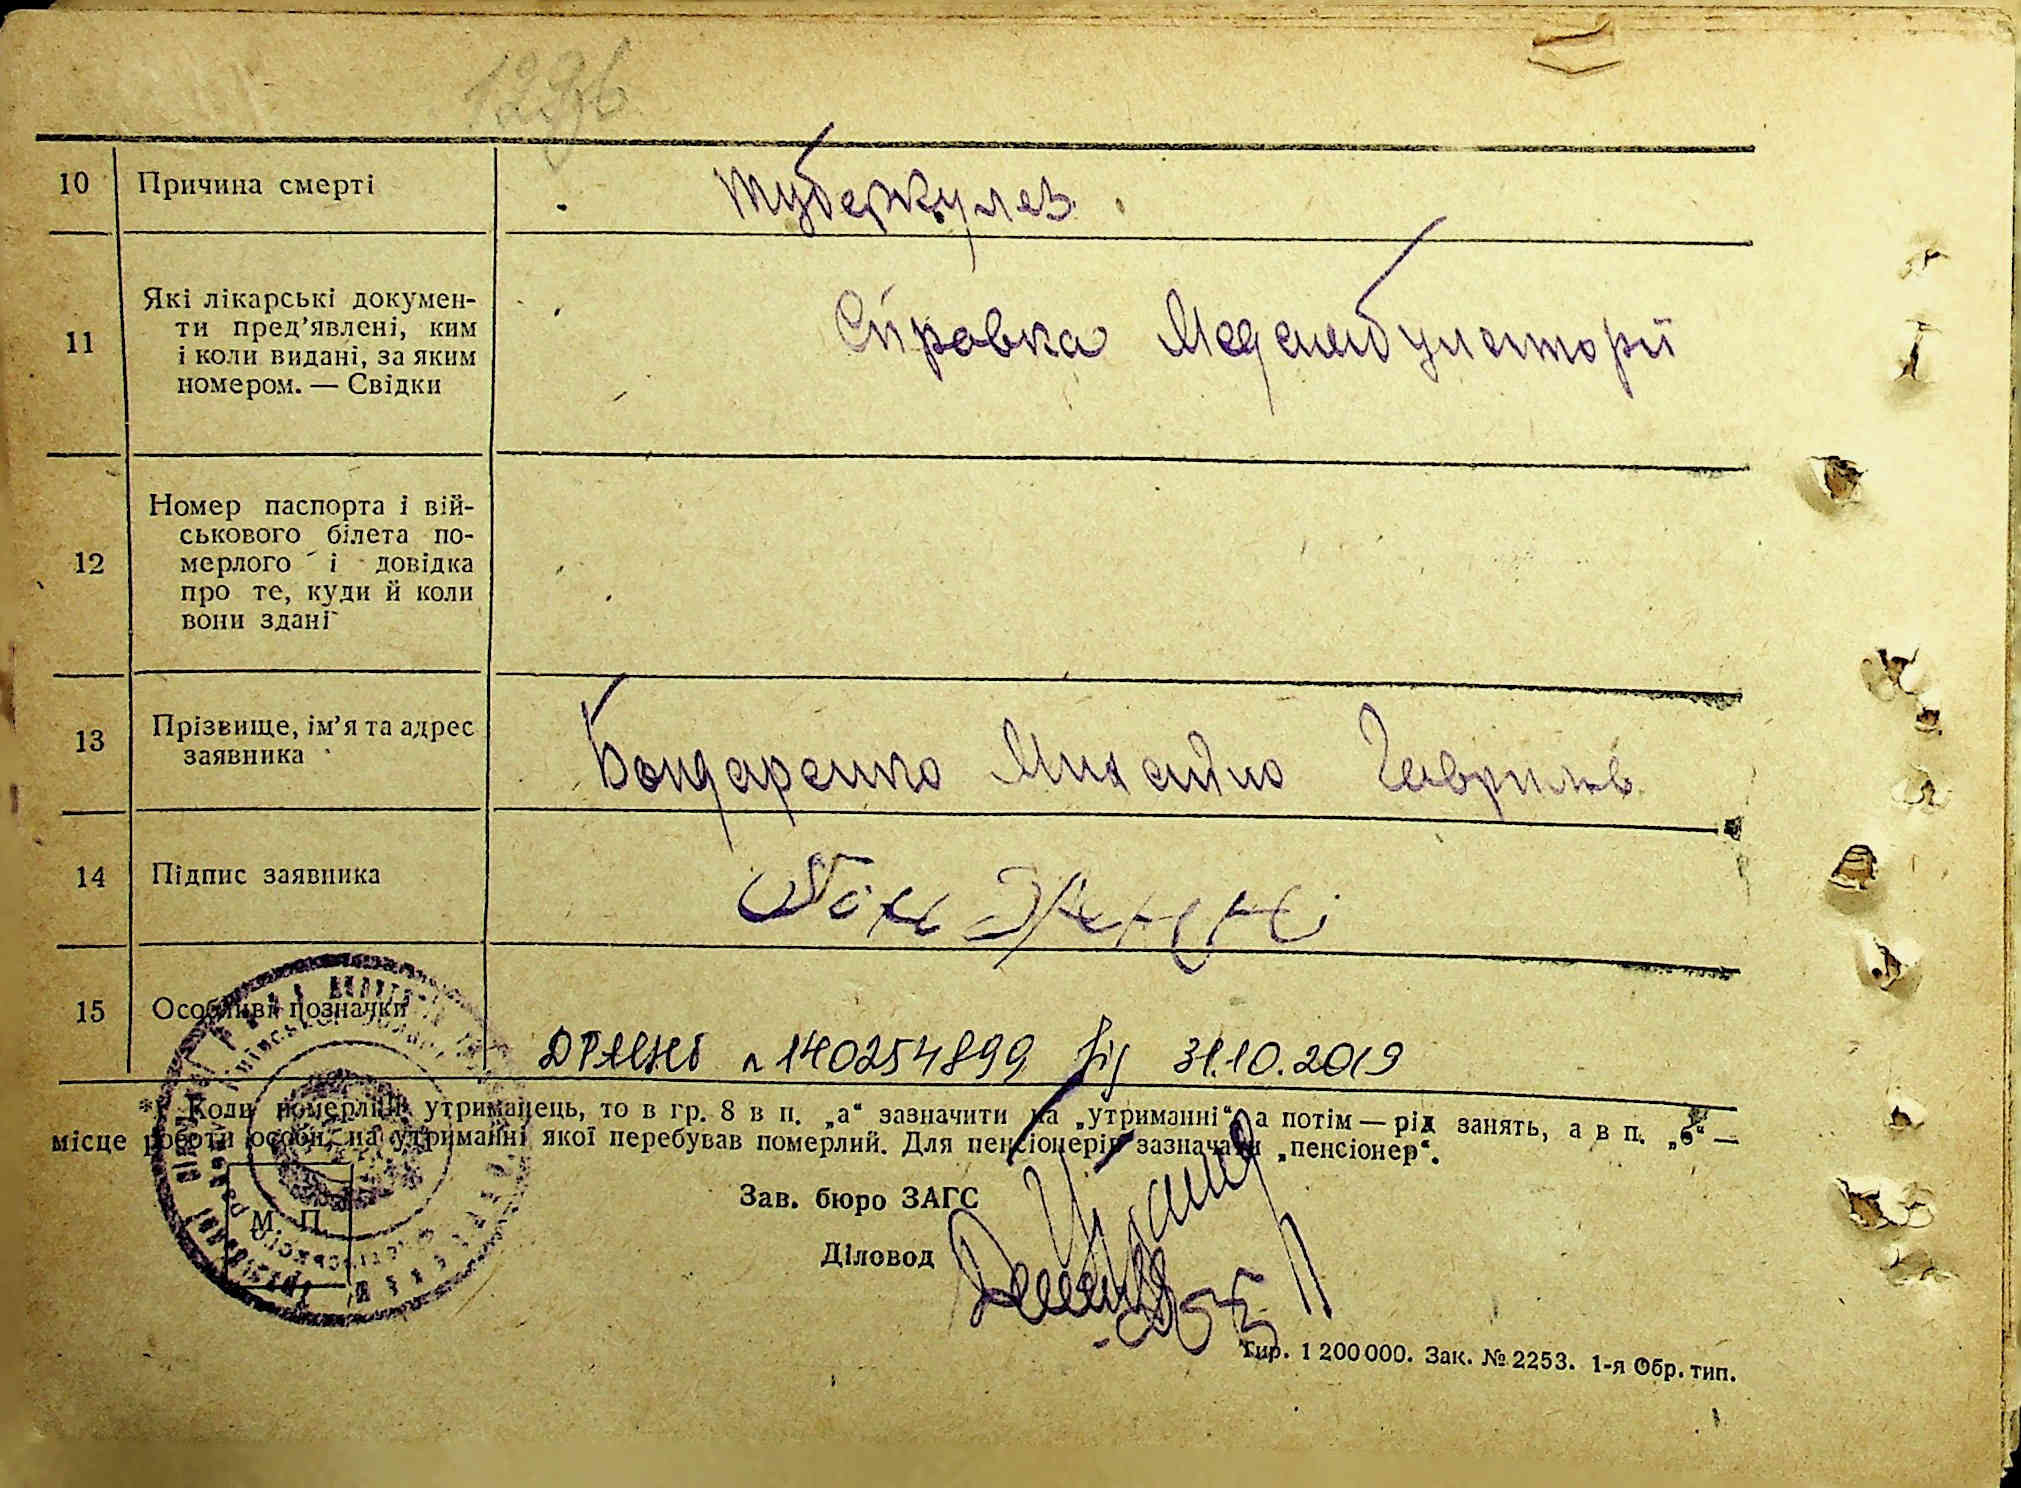 1296
10 Причина смерті туберкулез
11 Які лікарські докумен-
ти пред'явлені, ким
і коли видані, за яким
номером. — Свідки
Справка Медамбулаторії
12 Номер паспорта і вій-
ськового білета по-
мерлого і довідка
про те, куди й коли
вони здані
13 Прізвище, ім'я та адрес
заявника
Бондаренко Михайло Гаврилов
14 Підпис заявника
15 Особливі позначки
ДРАЦСГ № 140254899 від 31.10.2019
*) Коли померлий утриманець, то в гр. 8 в п. „а“ зазначити на „утриманні“, а потім — рід занять, а в п. „б“ —
місце роботи особи, на утриманні якої перебував померлий. Для пенсіонерів зазначати „пенсіонер“.
М. П.
Зав. бюро ЗАГС
Діловод
Тир. 1 200 000. Зак. № 2253. 1-я Обр. тип.